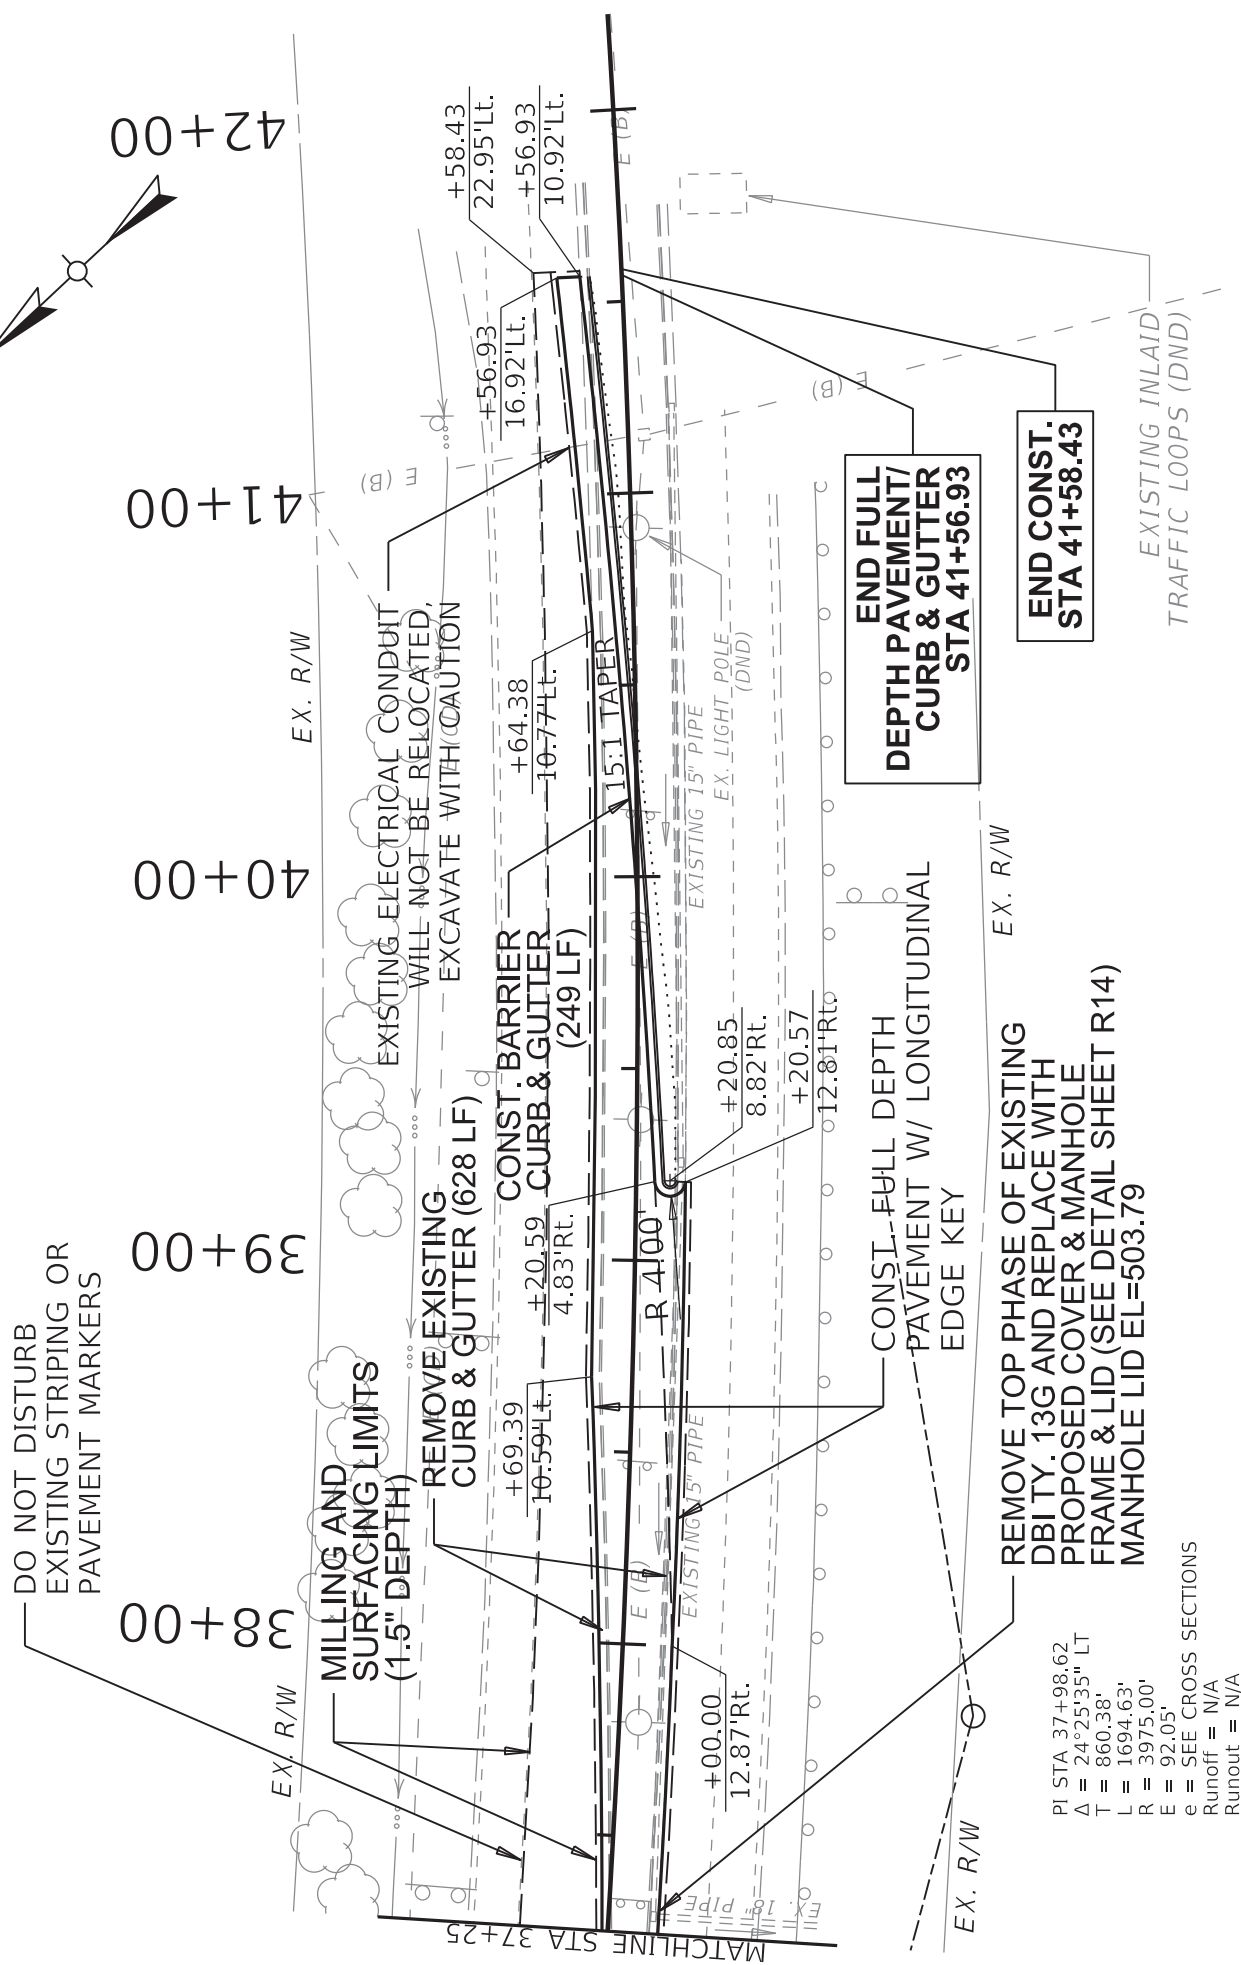 DO NOT DISTURB
EXISTING STRIPING OR
PAVEMENT MARKERS
MILLING AND
SURFACING LIMITS
(1.5" DEPTH)
REMOVE EXISTING
CURB & GUTTER (628 LF)
CONST. BARRIER
CURB & GUTTER
(249 LF)
EXISTING ELECTRICAL CONDUIT
WILL NOT BE RELOCATED,
EXCAVATE WITH CAUTION
38+00
39+00
40+00
41+00
42+00
EX. R/W
EX. R/W
+69.39
10.59'Lt.
+20.59
4.83'Rt.
+64.38
10.77'Lt.
+56.93
16.92'Lt.
+58.43
22.95'Lt.
+56.93
10.92'Lt.
15:1 TAPER
R 4.00'
E (B)
E (B)
E (B)
E (B)
E (B)
EXISTING 15" PIPE
EXISTING 15" PIPE
EX. LIGHT POLE
(DND)
+00.00
12.87'Rt.
+20.85
8.82'Rt.
+20.57
12.81'Rt.
CONST. FULL DEPTH
PAVEMENT W/ LONGITUDINAL
EDGE KEY
END FULL
DEPTH PAVEMENT/
CURB & GUTTER
STA 41+56.93
END CONST.
STA 41+58.43
EXISTING INLAID
TRAFFIC LOOPS (DND)
EX. R/W
EX. R/W
REMOVE TOP PHASE OF EXISTING
DBI TY. 13G AND REPLACE WITH
PROPOSED COVER & MANHOLE
FRAME & LID (SEE DETAIL SHEET R14)
MANHOLE LID EL=503.79
EX. 18" PIPE
MATCHLINE STA 37+25
PI STA 37+98.62
Δ = 24°25'35" LT
T = 860.38'
L = 1694.63'
R = 3975.00'
E = 92.05'
e = SEE CROSS SECTIONS
Runoff = N/A
Runout = N/A